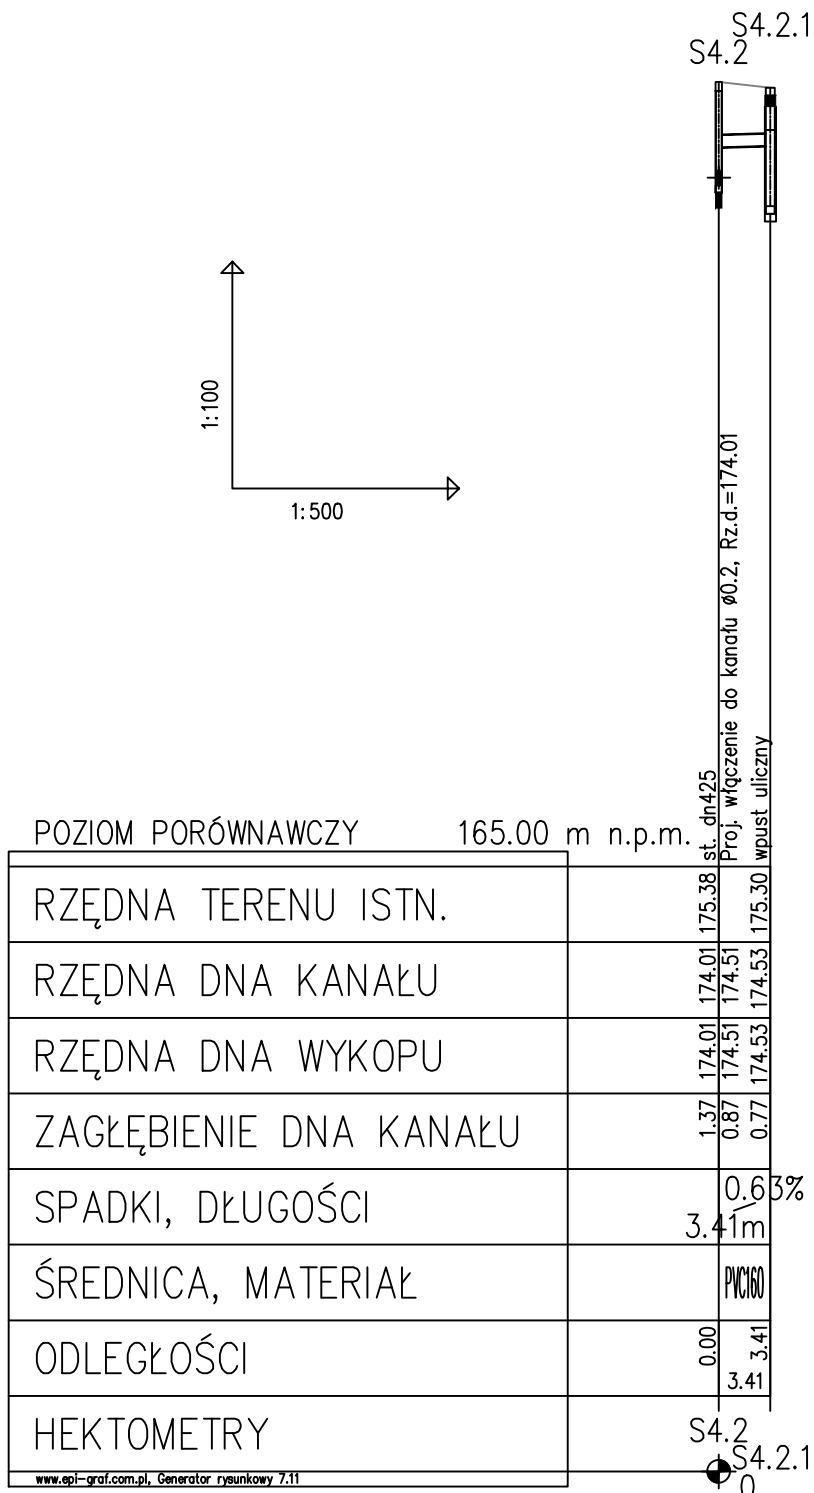 S4.2.1
S4.2
1:100
1:500
st. dn425
Proj. włączenie do kanału ø0.2, Rz.d.=174.01
wpust uliczny
POZIOM PORÓWNAWCZY 165.00 m n.p.m.
RZĘDNA TERENU ISTN. 175.38 175.30
RZĘDNA DNA KANAŁU 174.01 174.51 174.53
RZĘDNA DNA WYKOPU 174.01 174.51 174.53
ZAGŁĘBIENIE DNA KANAŁU 1.37 0.87 0.77
SPADKI, DŁUGOŚCI 0.63% 3.41m
ŚREDNICA, MATERIAŁ PVC160
ODLEGŁOŚCI 0.00 3.41 3.41
HEKTOMETRY
S4.2
S4.2.1
0
www.epi-graf.com.pl, Generator rysunkowy 7.11